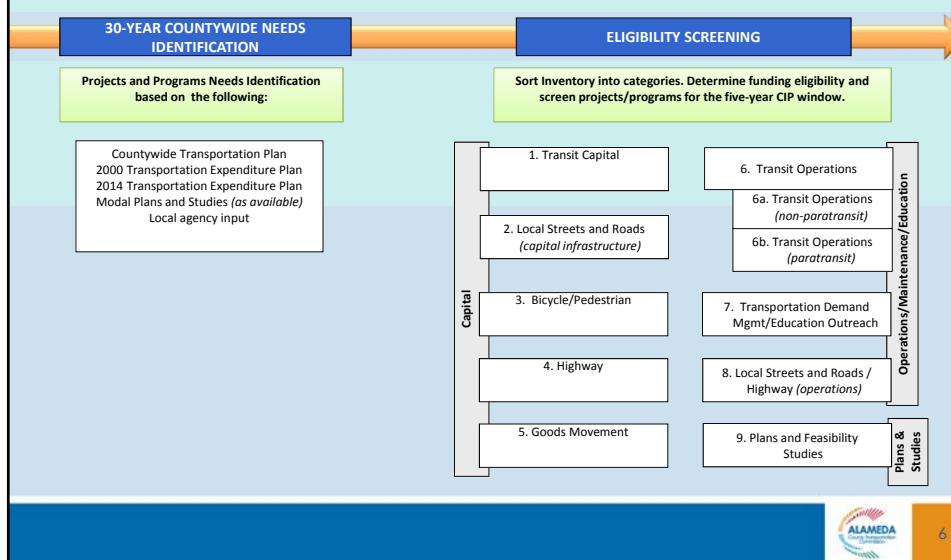 30-YEAR COUNTYWIDE NEEDS
IDENTIFICATION
ELIGIBILITY SCREENING
Projects and Programs Needs Identification
based on the following:
Sort Inventory into categories. Determine funding eligibility and
screen projects/programs for the five-year CIP window.
Countywide Transportation Plan
2000 Transportation Expenditure Plan
2014 Transportation Expenditure Plan
Modal Plans and Studies (as available)
Local agency input
Capital
1. Transit Capital
2. Local Streets and Roads
(capital infrastructure)
3. Bicycle/Pedestrian
4. Highway
5. Goods Movement
6. Transit Operations
6a. Transit Operations
(non-paratransit)
6b. Transit Operations
(paratransit)
7. Transportation Demand
Mgmt/Education Outreach
8. Local Streets and Roads /
Highway (operations)
Operations/Maintenance/Education
9. Plans and Feasibility
Studies
Plans &
Studies
ALAMEDA
County Transportation
Commission
6